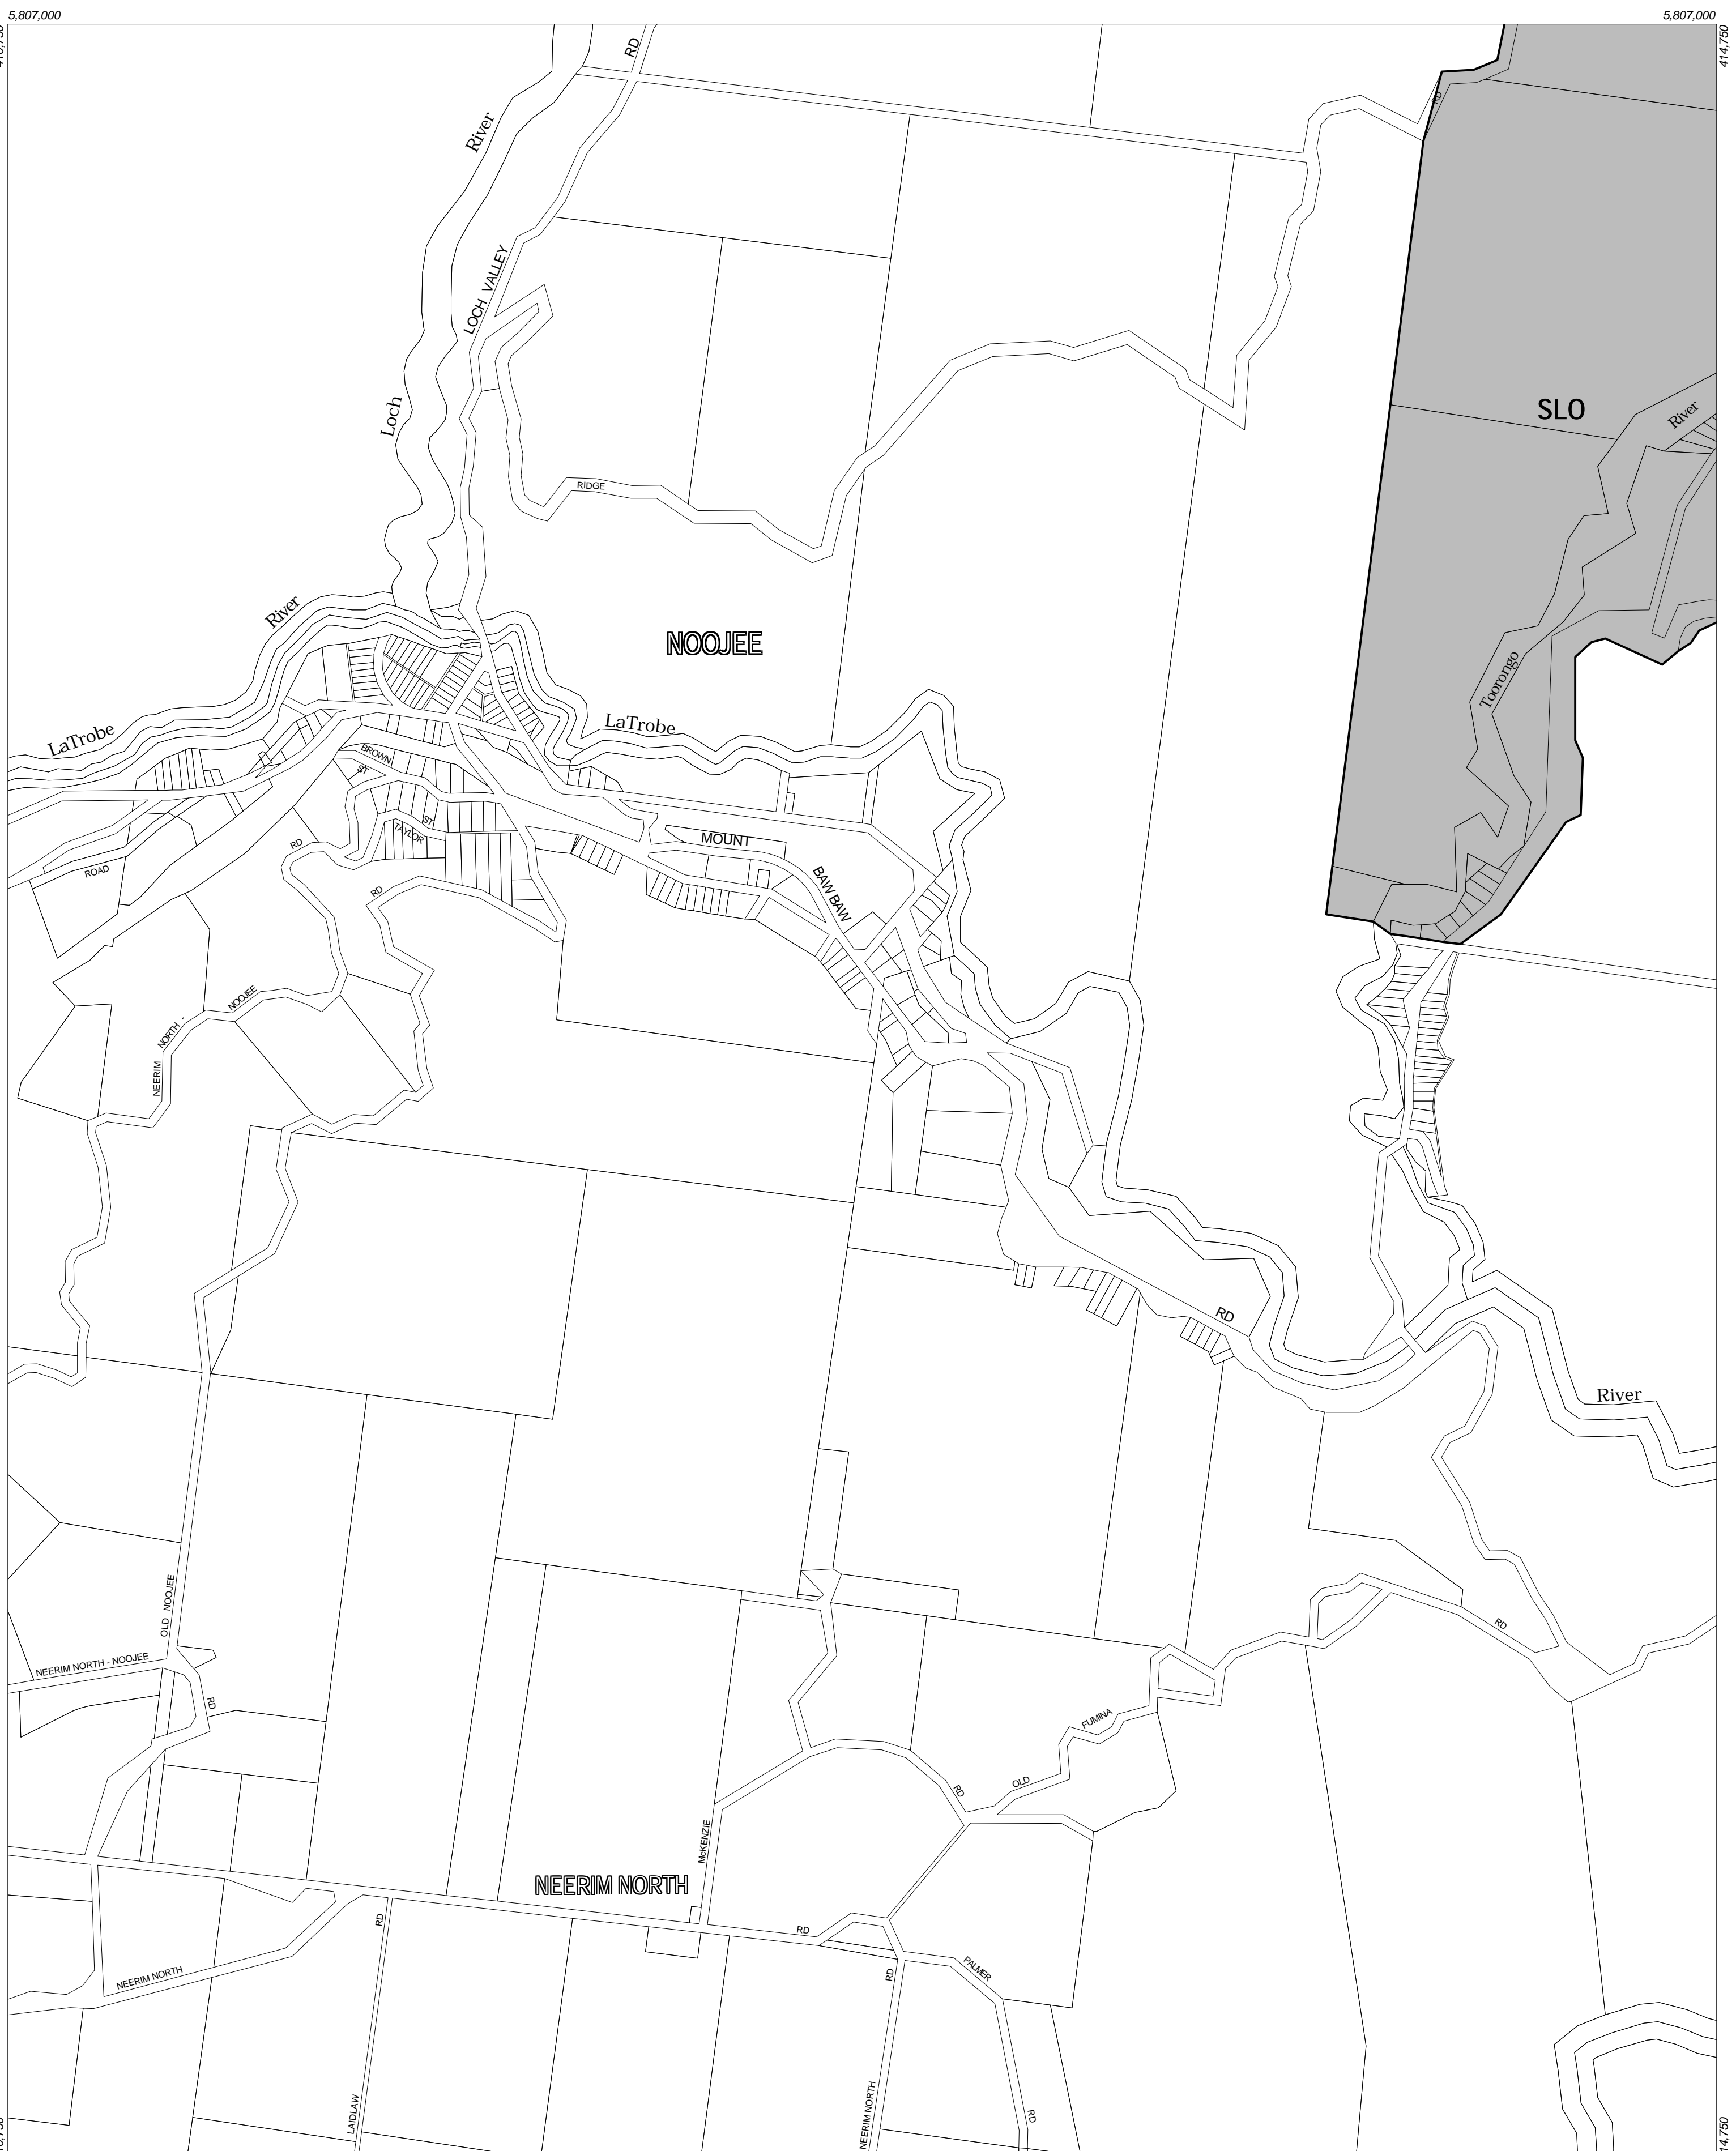 5,807,000
5,807,000
414,750
RD
River
RD
LOCH VALLEY
Loch
SLO
River
RIDGE
River
NOOJEE
Toorongo
LaTrobe
LaTrobe
BROWN
ST
ST
TAYLOR
MOUNT
RD
ROAD
BAW BAW
RD
NOOJEE
NORTH -
NEERIM
RD
River
OLD NOOJEE
RD
NEERIM NORTH - NOOJEE
RD
FUMINA
OLD
RD
McKENZIE
NEERIM NORTH
RD
RD
PALMER
RD
NEERIM NORTH
LAIDLAW
NEERIM NORTH
RD